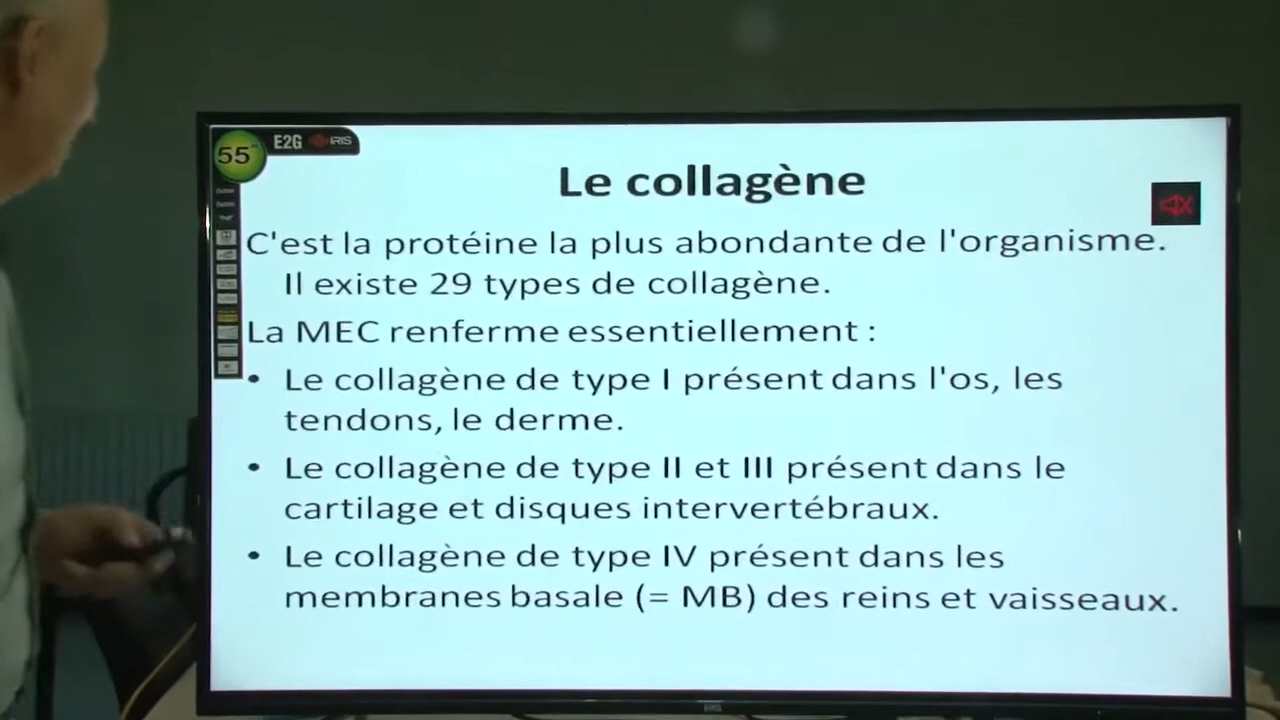 55"
E2G IRIS
Le collagène
C'est la protéine la plus abondante de l'organisme.
Il existe 29 types de collagène.
La MEC renferme essentiellement :
• Le collagène de type I présent dans l'os, les
tendons, le derme.
• Le collagène de type II et III présent dans le
cartilage et disques intervertébraux.
• Le collagène de type IV présent dans les
membranes basale (= MB) des reins et vaisseaux.
IRIS